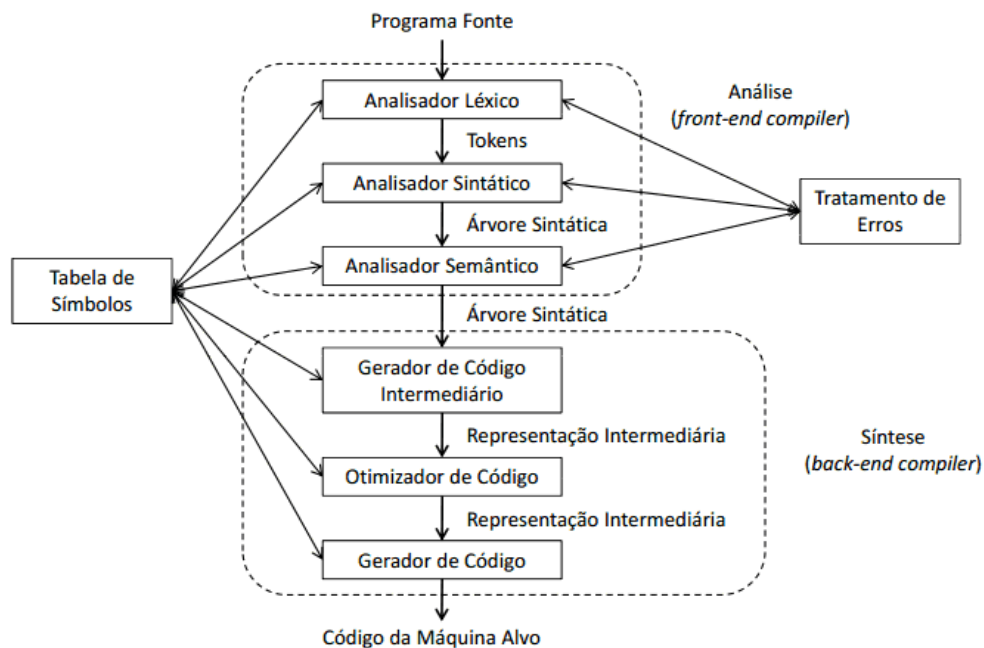 Programa Fonte
Analisador Léxico
Análise
(front-end compiler)
Tokens
Analisador Sintático
Tratamento de
Erros
Árvore Sintática
Analisador Semântico
Tabela de
Símbolos
Árvore Sintática
Gerador de Código
Intermediário
Representação Intermediária
Síntese
(back-end compiler)
Otimizador de Código
Representação Intermediária
Gerador de Código
Código da Máquina Alvo